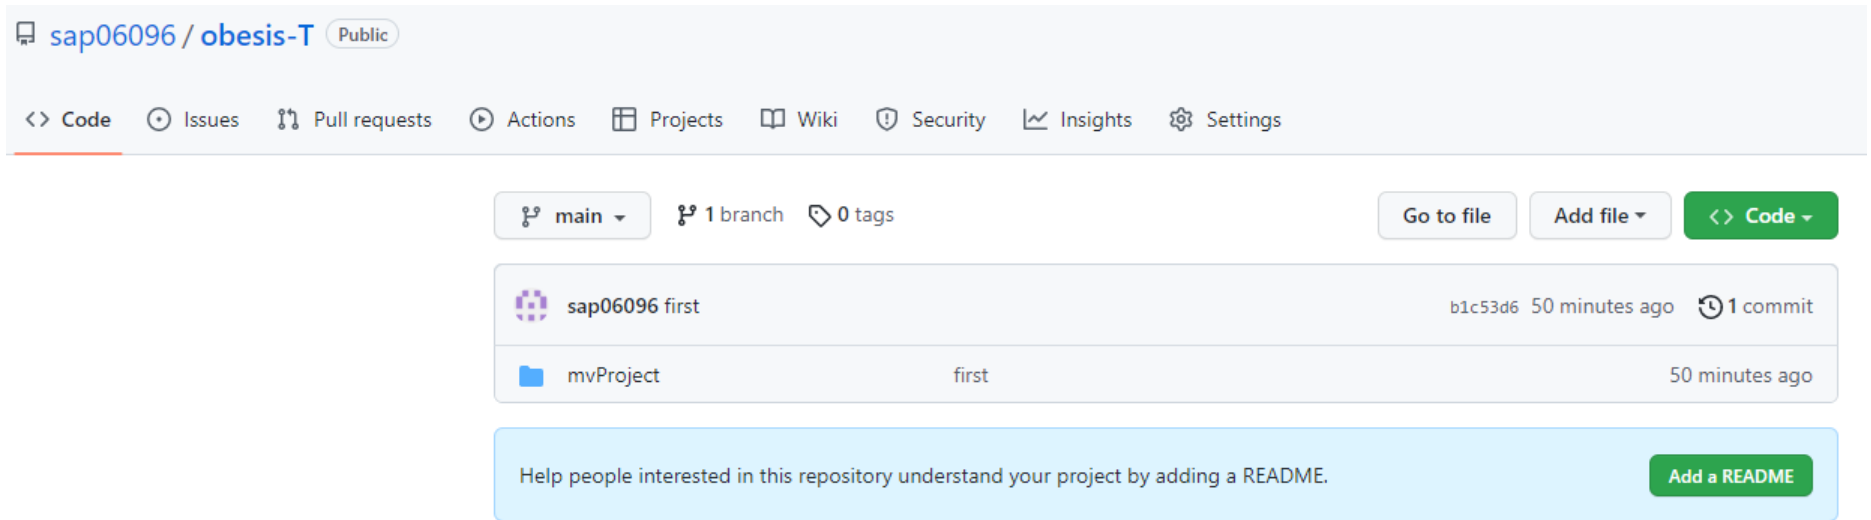 sap06096 / obesis-T Public
Code Issues Pull requests Actions Projects Wiki Security Insights Settings
main 1 branch 0 tags Go to file Add file Code
sap06096 first b1c53d6 50 minutes ago 1 commit
mvProject first 50 minutes ago
Help people interested in this repository understand your project by adding a README. Add a README